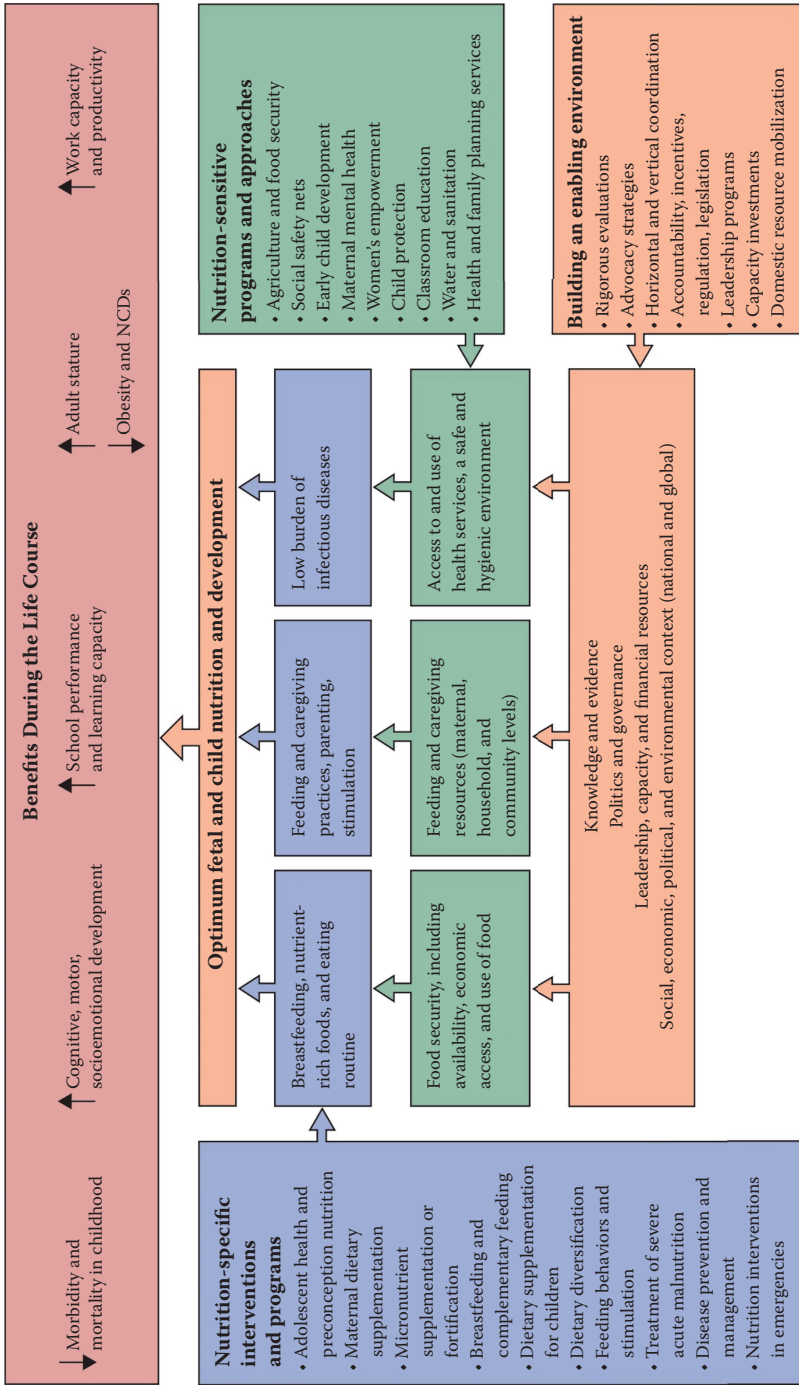 Benefits During the Life Course
Morbidity and
mortality in childhood
Cognitive, motor,
socioemotional development
School performance
and learning capacity
Adult stature
Obesity and NCDs
Work capacity
and productivity
Nutrition-specific
interventions
and programs
• Adolescent health and
preconception nutrition
• Maternal dietary
supplementation
• Micronutrient
supplementation or
fortification
• Breastfeeding and
complementary feeding
• Dietary supplementation
for children
• Dietary diversification
• Feeding behaviors and
stimulation
• Treatment of severe
acute malnutrition
• Disease prevention and
management
• Nutrition interventions
in emergencies
Optimum fetal and child nutrition and development
Breastfeeding, nutrient-
rich foods, and eating
routine
Feeding and caregiving
practices, parenting,
stimulation
Low burden of
infectious diseases
Food security, including
availability, economic
access, and use of food
Feeding and caregiving
resources (maternal,
household, and
community levels)
Access to and use of
health services, a safe and
hygienic environment
Knowledge and evidence
Politics and governance
Leadership, capacity, and financial resources
Social, economic, political, and environmental context (national and global)
Nutrition-sensitive
programs and approaches
• Agriculture and food security
• Social safety nets
• Early child development
• Maternal mental health
• Women's empowerment
• Child protection
• Classroom education
• Water and sanitation
• Health and family planning services
Building an enabling environment
• Rigorous evaluations
• Advocacy strategies
• Horizontal and vertical coordination
• Accountability, incentives,
regulation, legislation
• Leadership programs
• Capacity investments
• Domestic resource mobilization